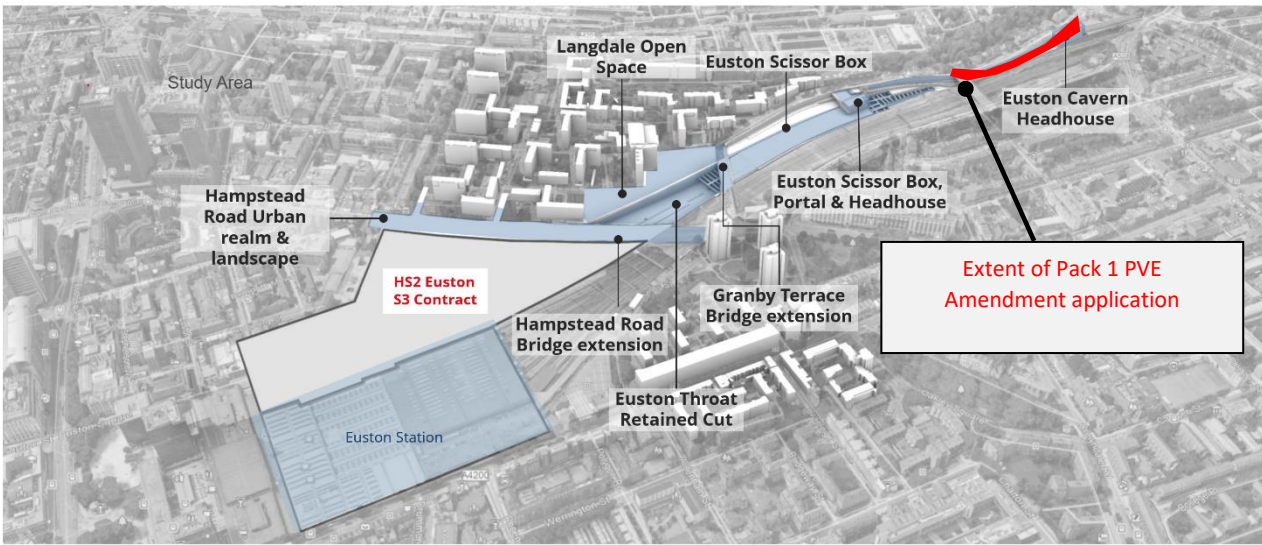 Study Area
Langdale Open
Space
Euston Scissor Box
Euston Cavern
Headhouse
Euston Scissor Box,
Portal & Headhouse
Hampstead
Road Urban
realm &
landscape
HS2 Euston
S3 Contract
Extent of Pack 1 PVE
Amendment application
Granby Terrace
Bridge extension
Hampstead Road
Bridge extension
Euston Throat
Retained Cut
Euston Station
A4200